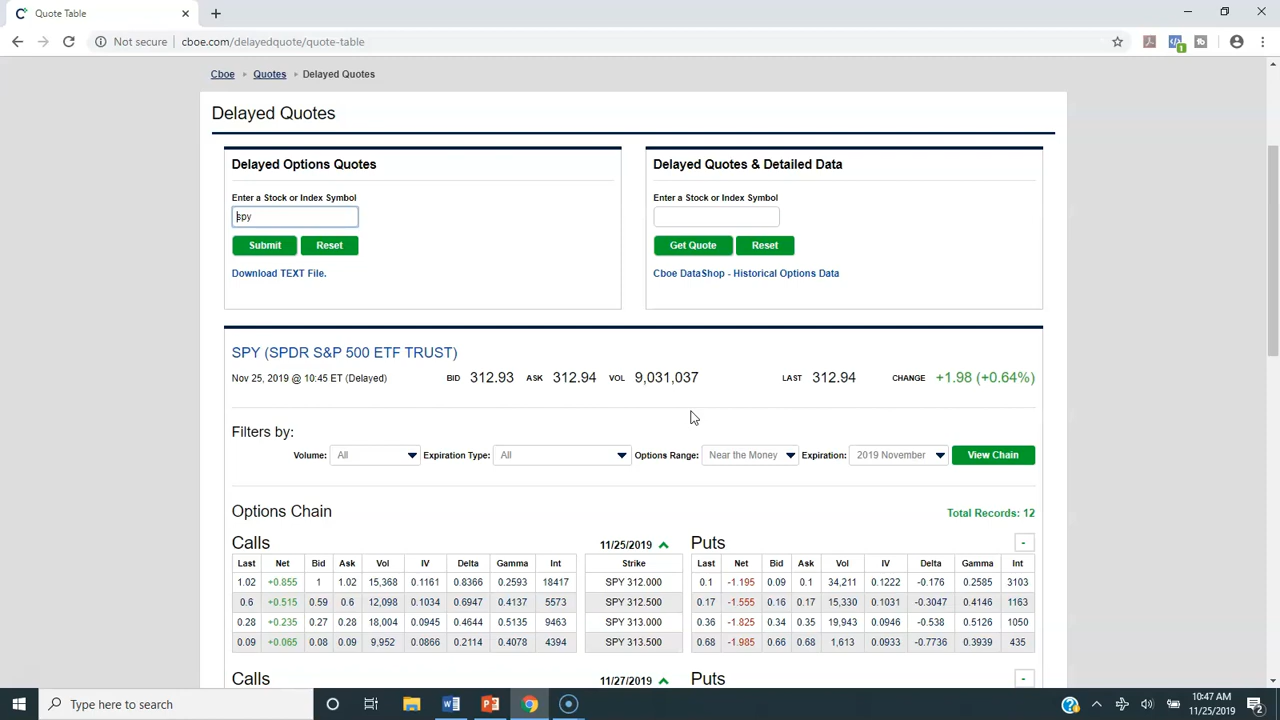 Quote Table
Not secure cboe.com/delayedquote/quote-table
Cboe Quotes Delayed Quotes
Delayed Quotes
Delayed Options Quotes
Enter a Stock or Index Symbol
spy
Submit Reset
Download TEXT File.
Delayed Quotes & Detailed Data
Enter a Stock or Index Symbol
Get Quote Reset
Cboe DataShop - Historical Options Data
SPY (SPDR S&P 500 ETF TRUST)
Nov 25, 2019 @ 10:45 ET (Delayed) BID 312.93 ASK 312.94 VOL 9,031,037 LAST 312.94 CHANGE +1.98 (+0.64%)
Filters by:
Volume: All Expiration Type: All Options Range: Near the Money Expiration: 2019 November View Chain
Options Chain Total Records: 12
Calls 11/25/2019 Puts -
Last Net Bid Ask Vol IV Delta Gamma Int Strike Last Net Bid Ask Vol IV Delta Gamma Int
1.02 +0.855 1 1.02 15,368 0.1161 0.8366 0.2593 18417 SPY 312.000 0.1 -1.195 0.09 0.1 34,211 0.1222 -0.176 0.2585 3103
0.6 +0.515 0.59 0.6 12,098 0.1034 0.6947 0.4137 5573 SPY 312.500 0.17 -1.555 0.16 0.17 15,330 0.1031 -0.3047 0.4146 1163
0.28 +0.235 0.27 0.28 18,004 0.0945 0.4644 0.5135 9463 SPY 313.000 0.36 -1.825 0.34 0.35 19,943 0.0946 -0.538 0.5126 1050
0.09 +0.065 0.08 0.09 9,952 0.0866 0.2114 0.4078 4394 SPY 313.500 0.68 -1.985 0.66 0.68 1,613 0.0933 -0.7736 0.3939 435
Calls 11/27/2019 Puts -
Type here to search
10:47 AM
11/25/2019
2